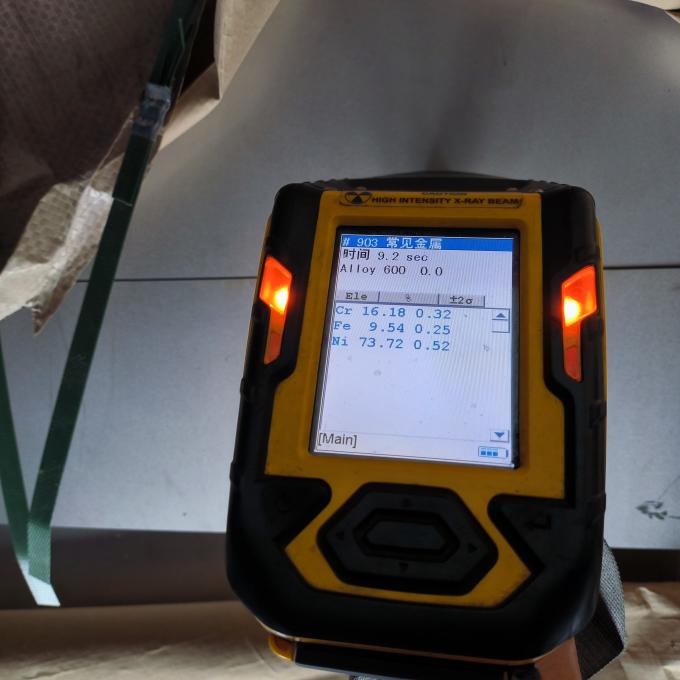 CAUTION
HIGH INTENSITY X-RAY BEAM
# 903 常见金属
时间 9.2 sec
Alloy 600 0.0
Ele % ±2σ
Cr 16.18 0.32
Fe 9.54 0.25
Ni 73.72 0.52
[Main]